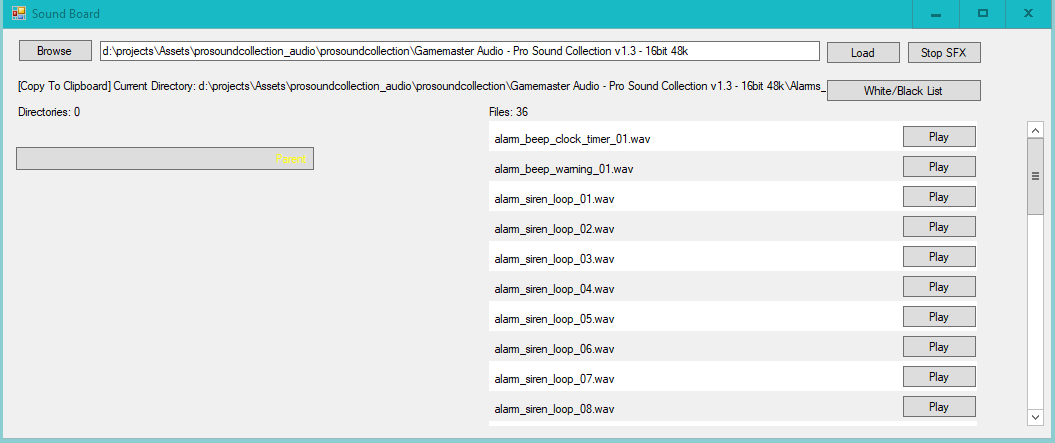 Sound Board
Browse
d:\projects\Assets\prosoundcollection_audio\prosoundcollection\Gamemaster Audio - Pro Sound Collection v1.3 - 16bit 48k
Load
Stop SFX
[Copy To Clipboard] Current Directory: d:\projects\Assets\prosoundcollection_audio\prosoundcollection\Gamemaster Audio - Pro Sound Collection v1.3 - 16bit 48k\Alarms_
White/Black List
Directories: 0
Files: 36
Parent
alarm_beep_clock_timer_01.wav Play
alarm_beep_warning_01.wav Play
alarm_siren_loop_01.wav Play
alarm_siren_loop_02.wav Play
alarm_siren_loop_03.wav Play
alarm_siren_loop_04.wav Play
alarm_siren_loop_05.wav Play
alarm_siren_loop_06.wav Play
alarm_siren_loop_07.wav Play
alarm_siren_loop_08.wav Play